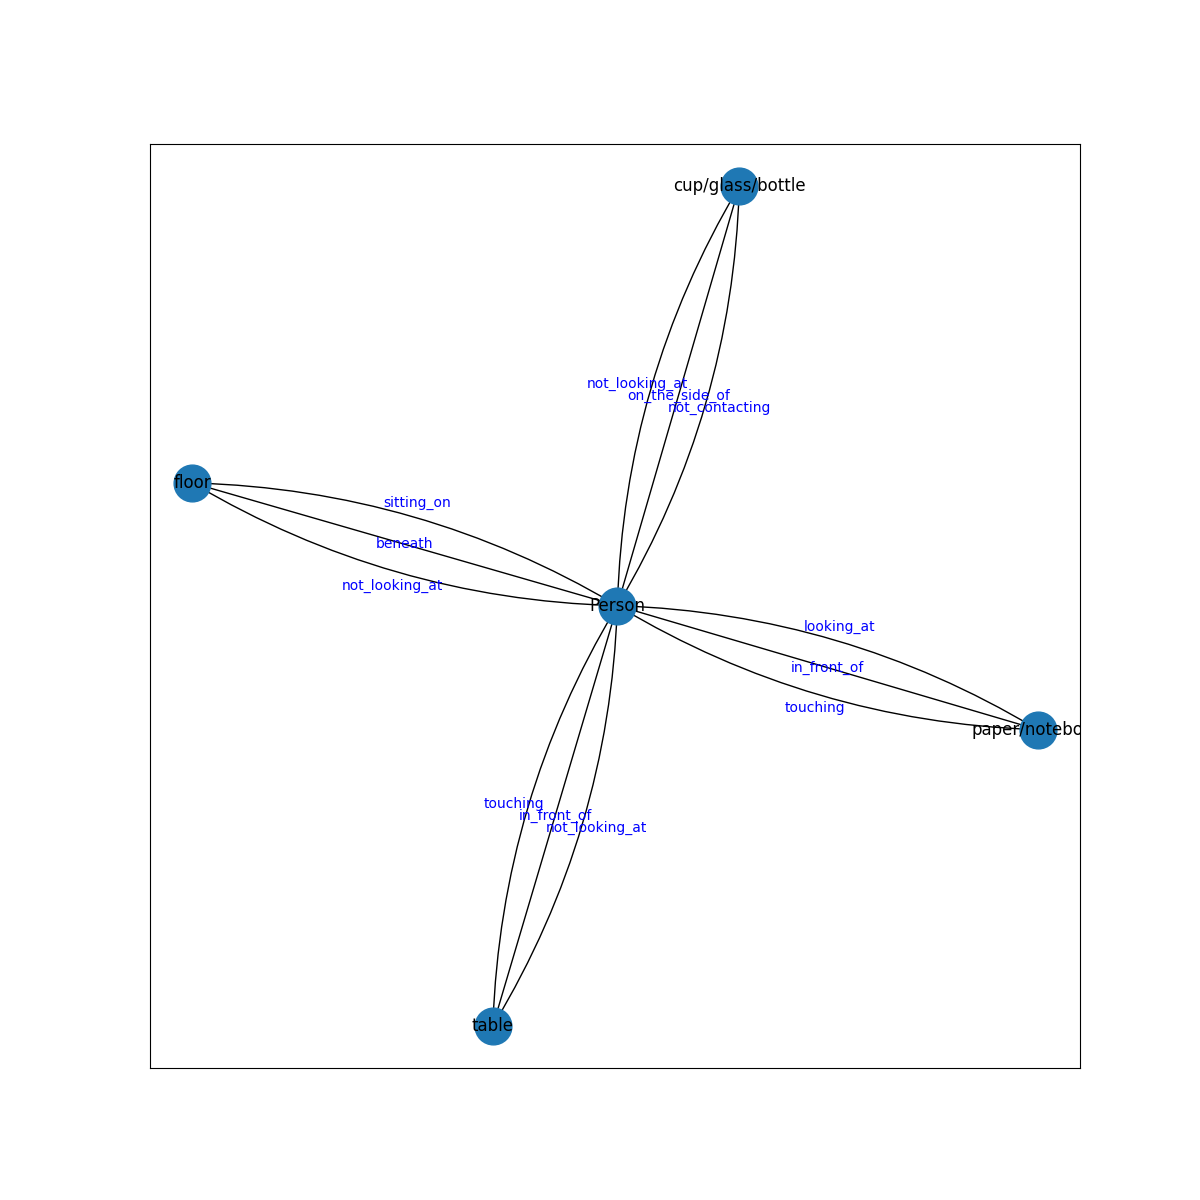 cup/glass/bottle
not_looking_at
on_the_side_of
not_contacting
floor
sitting_on
beneath
not_looking_at
Person
looking_at
in_front_of
touching
paper/notebo
touching
in_front_of
not_looking_at
table